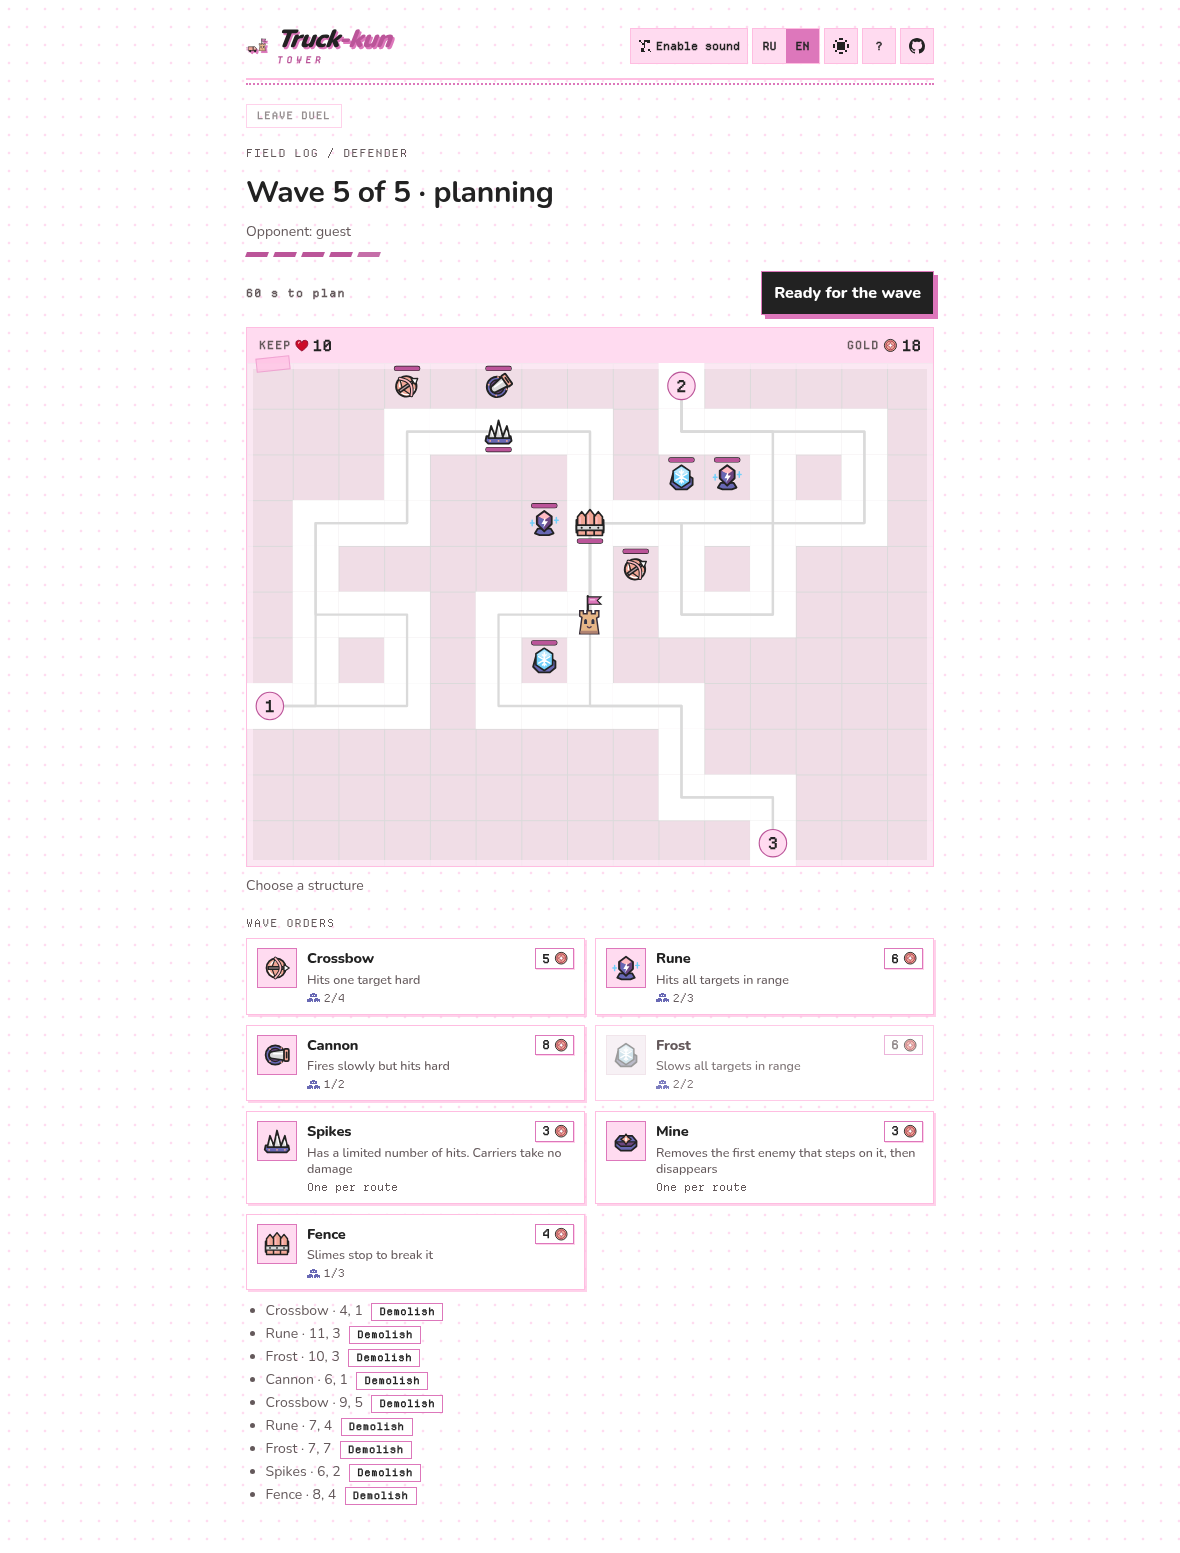 Truck-kun
TOWER
Enable sound
RU
EN
?
LEAVE DUEL
FIELD LOG / DEFENDER
Wave 5 of 5 · planning
Opponent: guest
60 s to plan
Ready for the wave
KEEP 10
GOLD 18
2
1
3
Choose a structure
WAVE ORDERS
Crossbow 5
Hits one target hard
2/4
Rune 6
Hits all targets in range
2/3
Cannon 8
Fires slowly but hits hard
1/2
Frost 6
Slows all targets in range
2/2
Spikes 3
Has a limited number of hits. Carriers take no
damage
One per route
Mine 3
Removes the first enemy that steps on it, then
disappears
One per route
Fence 4
Slimes stop to break it
1/3
Crossbow · 4, 1 Demolish
Rune · 11, 3 Demolish
Frost · 10, 3 Demolish
Cannon · 6, 1 Demolish
Crossbow · 9, 5 Demolish
Rune · 7, 4 Demolish
Frost · 7, 7 Demolish
Spikes · 6, 2 Demolish
Fence · 8, 4 Demolish